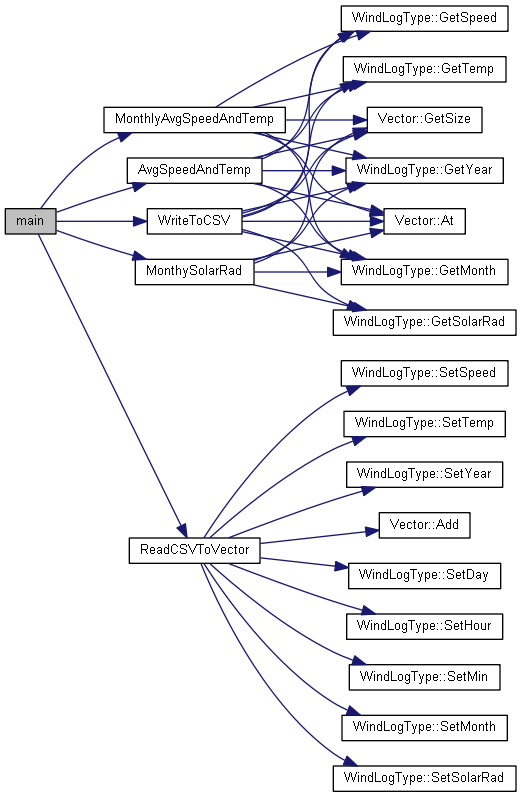 WindLogType::GetSpeed
WindLogType::GetTemp
MonthlyAvgSpeedAndTemp
Vector::GetSize
AvgSpeedAndTemp
WindLogType::GetYear
main
WriteToCSV
Vector::At
MonthySolarRad
WindLogType::GetMonth
WindLogType::GetSolarRad
WindLogType::SetSpeed
WindLogType::SetTemp
WindLogType::SetYear
Vector::Add
ReadCSVToVector
WindLogType::SetDay
WindLogType::SetHour
WindLogType::SetMin
WindLogType::SetMonth
WindLogType::SetSolarRad